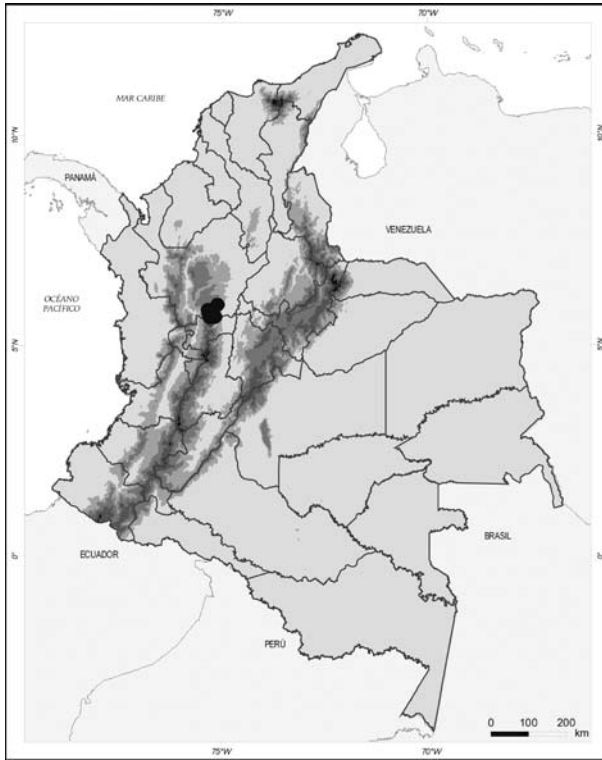 75°W
70°W
MAR CARIBE
10°N
10°N
PANAMÁ
VENEZUELA
OCÉANO
PACÍFICO
5°N
5°N
ECUADOR
BRASIL
0°
0°
PERÚ
0 100 200
km
75°W
70°W